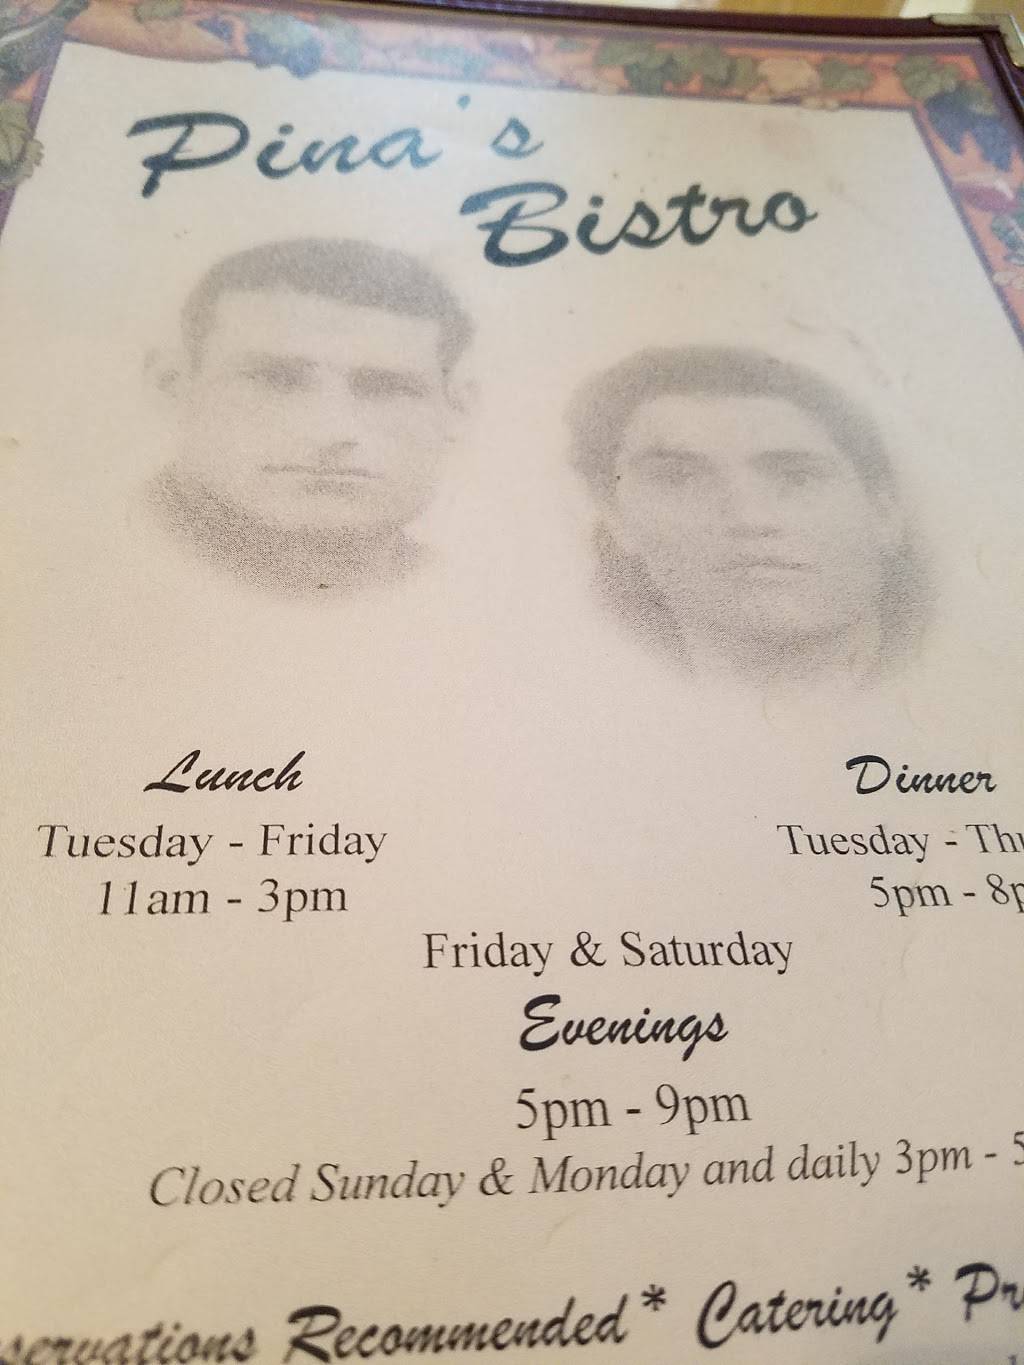 Pina's
Bistro
Lunch
Tuesday - Friday
11am - 3pm
Dinner
Tuesday -
5pm -
Friday & Saturday
Evenings
5pm - 9pm
Closed Sunday & Monday and daily 3pm -
Recommended * Catering *